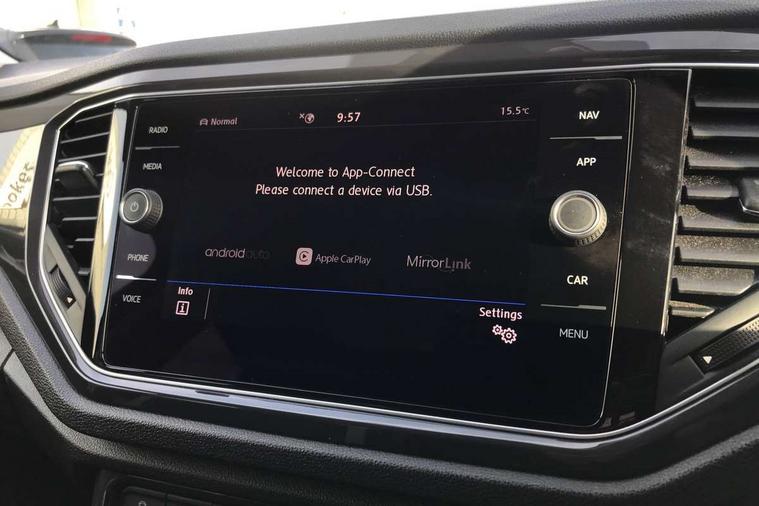 RADIO
MEDIA
PHONE
VOICE
Normal
9:57
15.5°C
Welcome to App-Connect
Please connect a device via USB.
androidauto
Apple CarPlay
MirrorLink
Info
i
Settings
NAV
APP
CAR
MENU